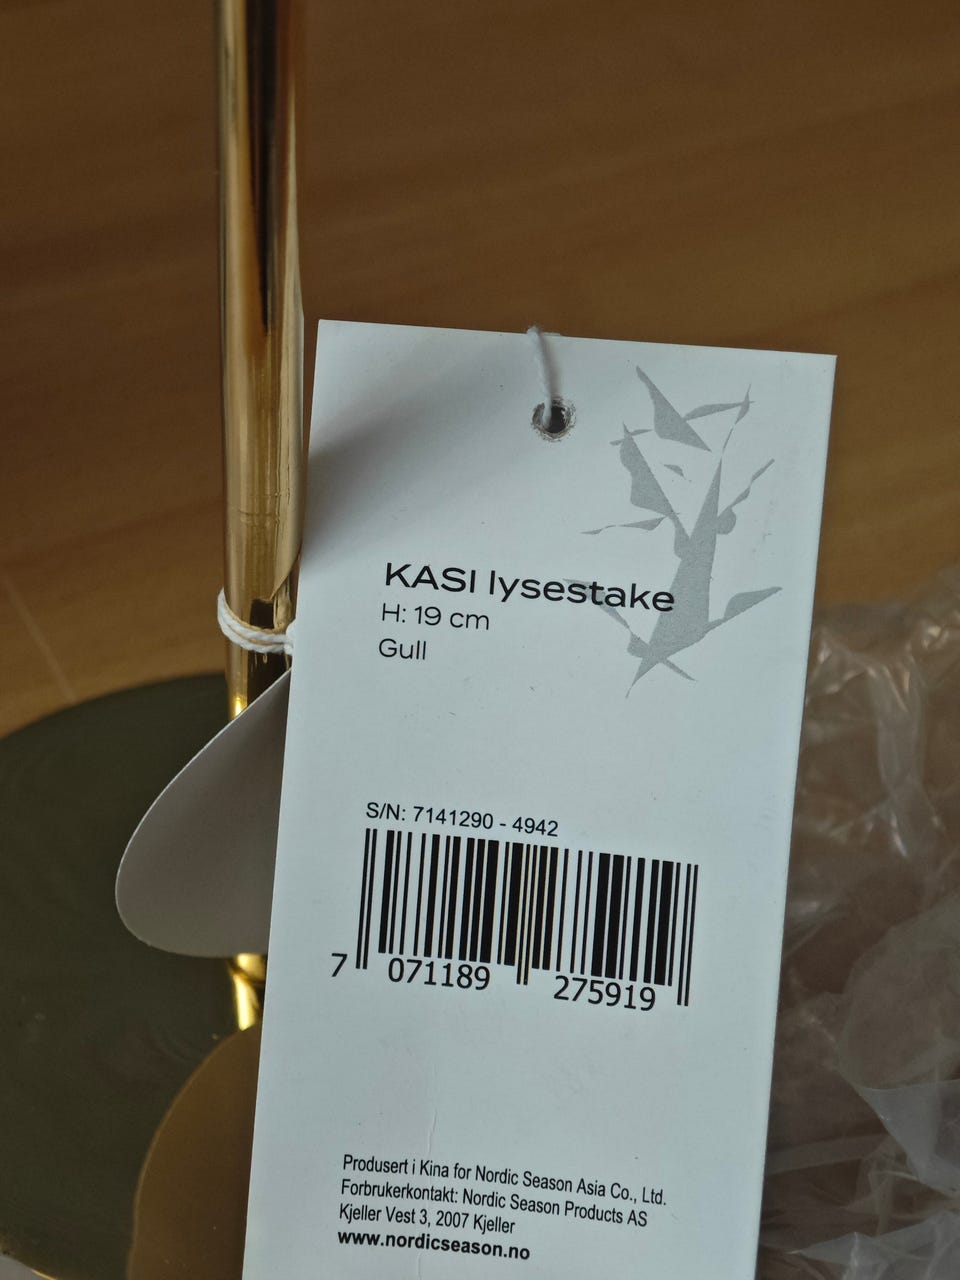 KASI lysestake
H: 19 cm
Gull
S/N: 7141290 - 4942
7 071189 275919
Produsert i Kina for Nordic Season Asia Co., Ltd.
Forbrukerkontakt: Nordic Season Products AS
Kjeller Vest 3, 2007 Kjeller
www.nordicseason.no